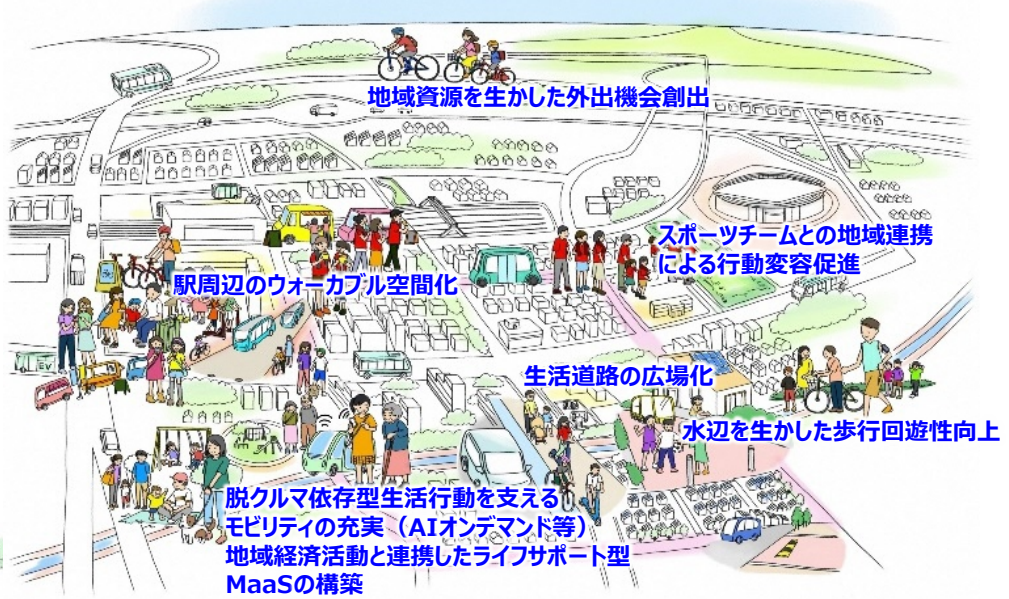 地域資源を生かした外出機会創出
スポーツチームとの地域連携
による行動変容促進
駅周辺のウォーカブル空間化
生活道路の広場化
水辺を生かした歩行回遊性向上
脱クルマ依存型生活行動を支える
モビリティの充実（AIオンデマンド等）
地域経済活動と連携したライフサポート型
MaaSの構築
EV